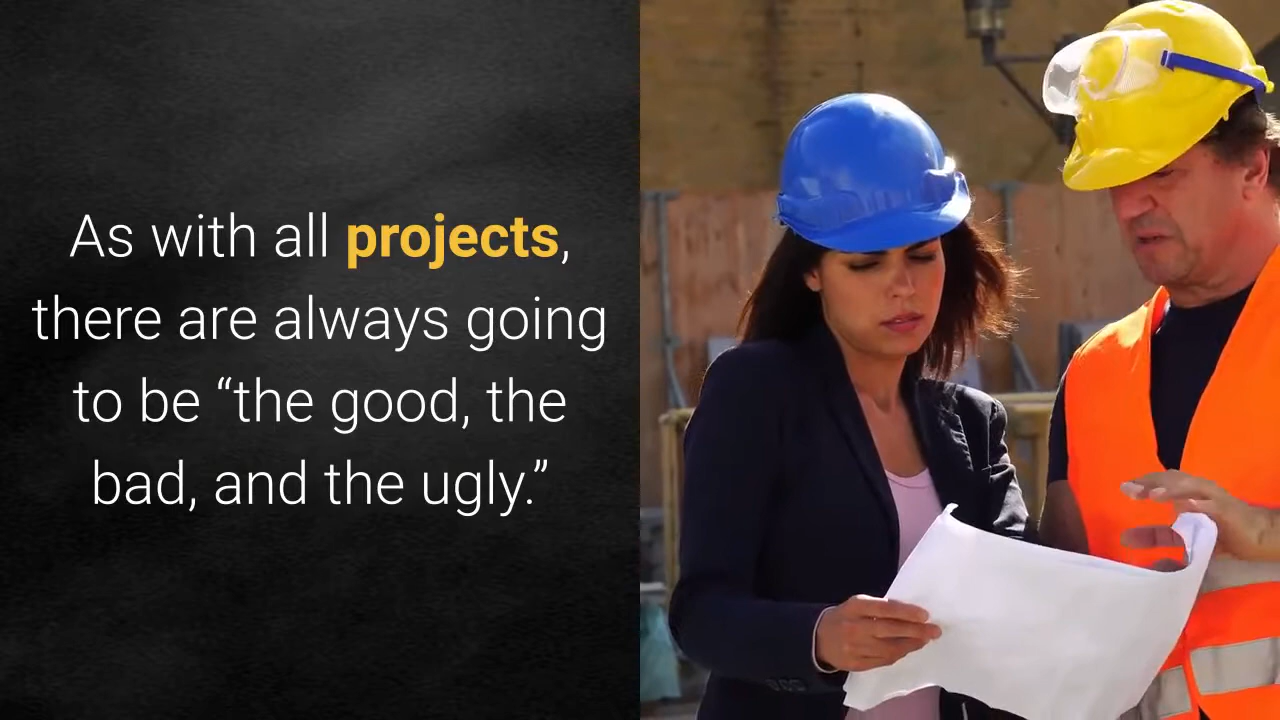 As with all projects,
there are always going
to be “the good, the
bad, and the ugly.”